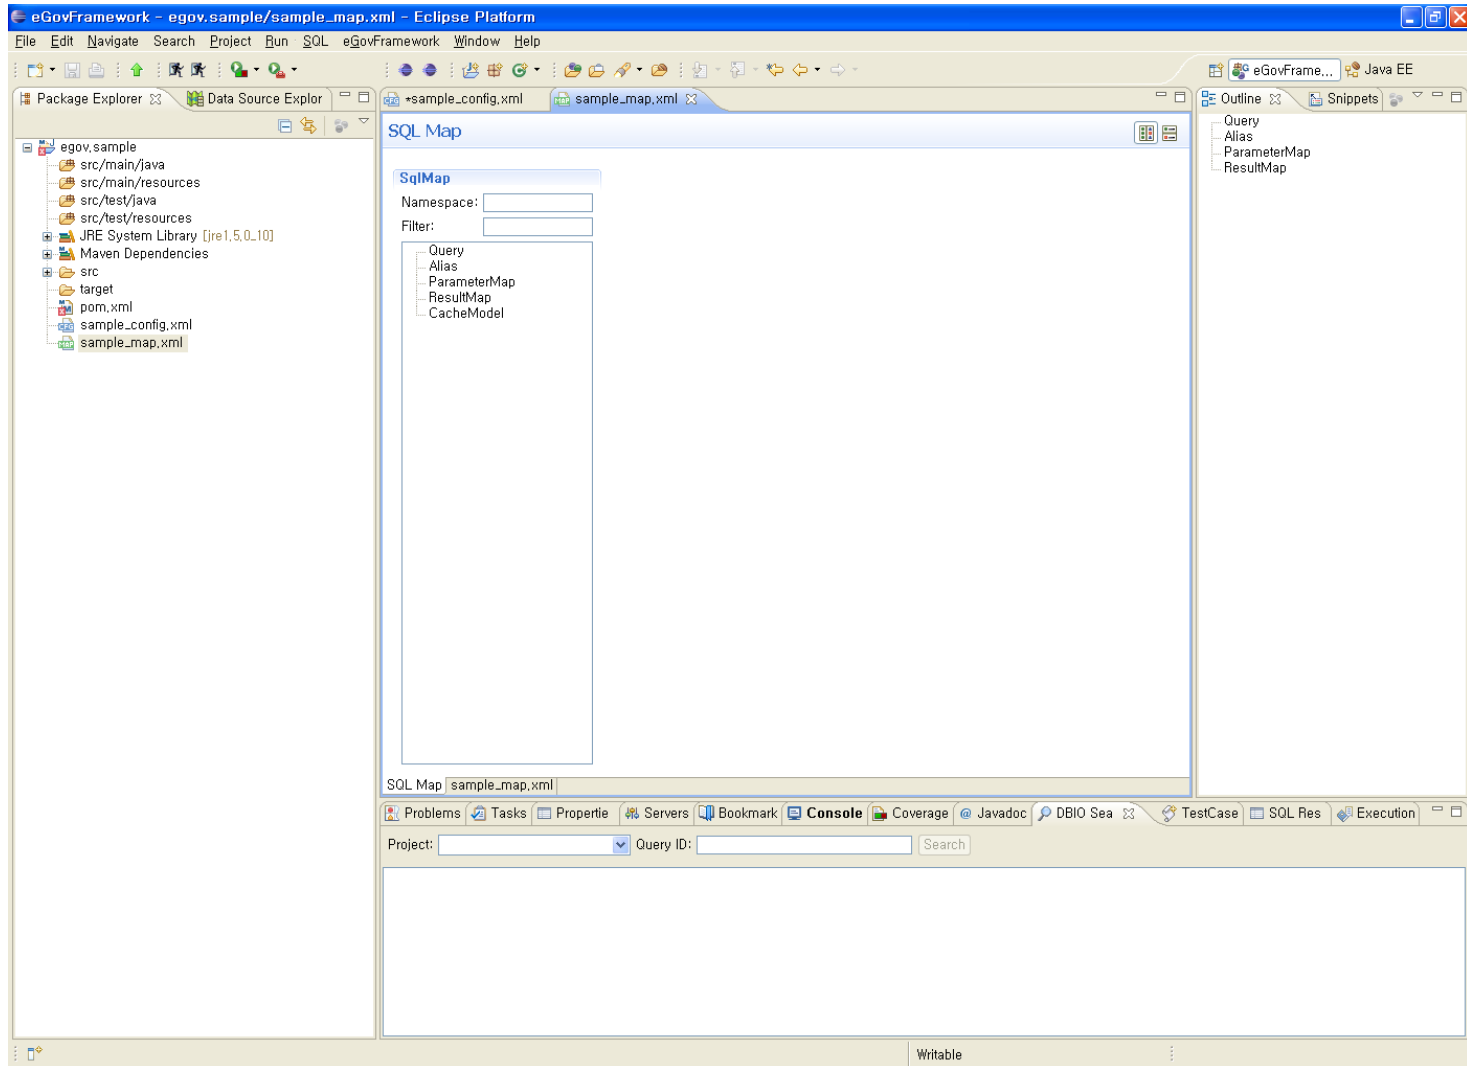 eGovFramework - egov.sample/sample_map.xml - Eclipse Platform
File Edit Navigate Search Project Run SQL eGovFramework Window Help
eGovFrame... Java EE
Package Explorer Data Source Explor
*sample_config.xml sample_map.xml
Outline Snippets
egov.sample
src/main/java
src/main/resources
src/test/java
src/test/resources
JRE System Library [jre1.5.0_10]
Maven Dependencies
src
target
pom.xml
sample_config.xml
sample_map.xml
SQL Map
SqlMap
Namespace:
Filter:
Query
Alias
ParameterMap
ResultMap
CacheModel
SQL Map sample_map.xml
Query
Alias
ParameterMap
ResultMap
Problems Tasks Propertie Servers Bookmark Console Coverage @ Javadoc DBIO Sea TestCase SQL Res Execution
Project: Query ID: Search
Writable